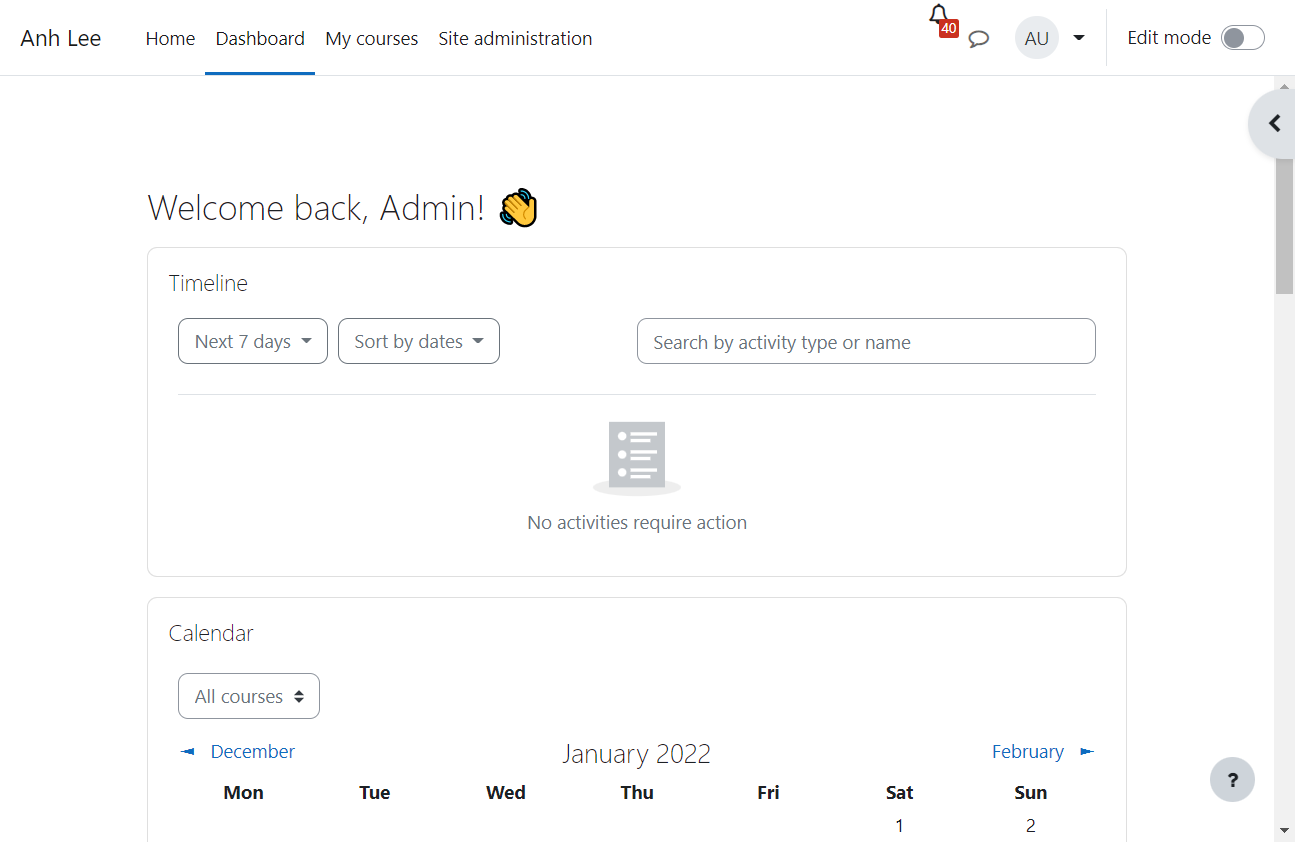 Anh Lee Home Dashboard My courses Site administration 40 AU Edit mode
Welcome back, Admin! 👋
Timeline
Next 7 days Sort by dates Search by activity type or name
No activities require action
Calendar
All courses
◄ December January 2022 February ►
Mon Tue Wed Thu Fri Sat Sun
1 2
?